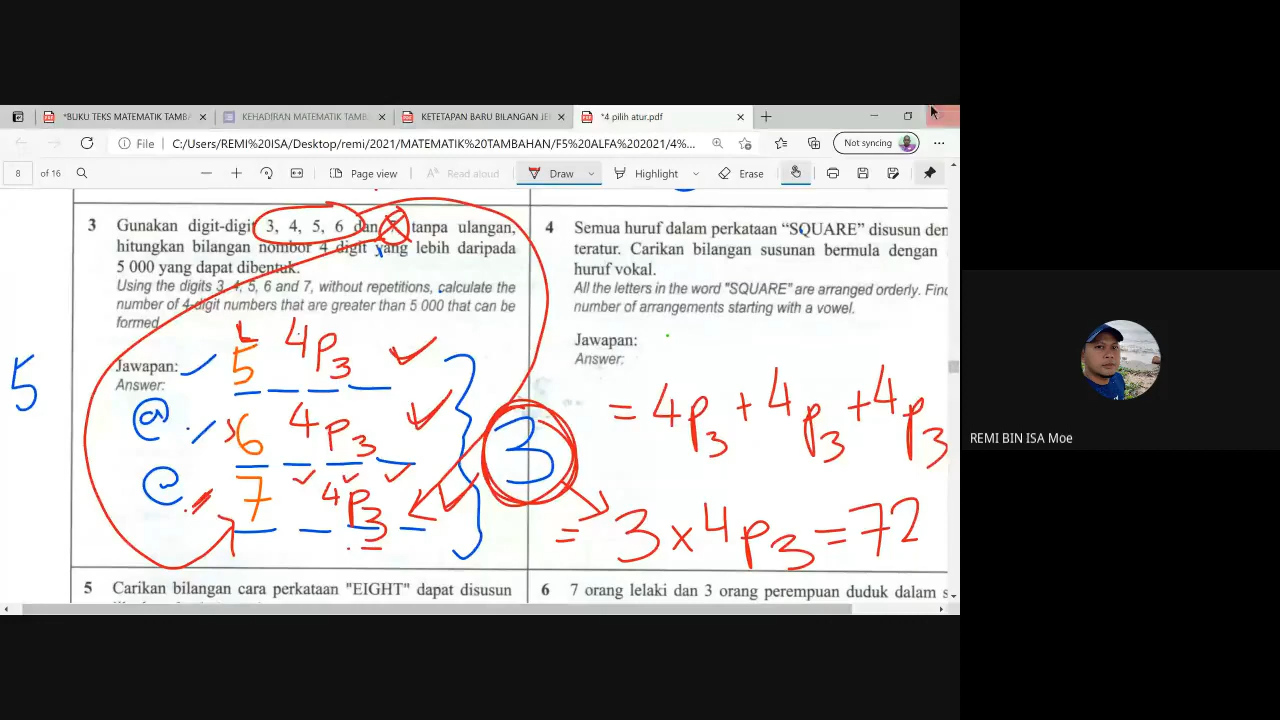 *BUKU TEKS MATEMATIK TAMBA
KEHADIRAN MATEMATIK TAMB
KETETAPAN BARU BILANGAN JE
*4 pilih atur.pdf
File
C:/Users/REMI%20ISA/Desktop/remi/2021/MATEMATIK%20TAMBAHAN/F5%20ALFA%202021/4%...
Not syncing
8 of 16
Page view
Read aloud
Draw
Highlight
Erase
3 Gunakan digit-digit 3, 4, 5, 6 dan tanpa ulangan,
hitungkan bilangan nombor 4 digit yang lebih daripada
5 000 yang dapat dibentuk.
Using the digits 3, 4, 5, 6 and 7, without repetitions, calculate the
number of 4-digit numbers that are greater than 5 000 that can be
formed
Jawapan:
Answer:
5
5 4P3
@ 6 4P3
7 4P3
3
4 Semua huruf dalam perkataan “SQUARE” disusun den
teratur. Carikan bilangan susunan bermula dengan
huruf vokal.
All the letters in the word "SQUARE" are arranged orderly. Find
number of arrangements starting with a vowel.
Jawapan:
Answer:
= 4P3 + 4P3 + 4P3
= 3 x 4P3 = 72
5 Carikan bilangan cara perkataan "EIGHT" dapat disusun
6 7 orang lelaki dan 3 orang perempuan duduk dalam s
REMI BIN ISA Moe